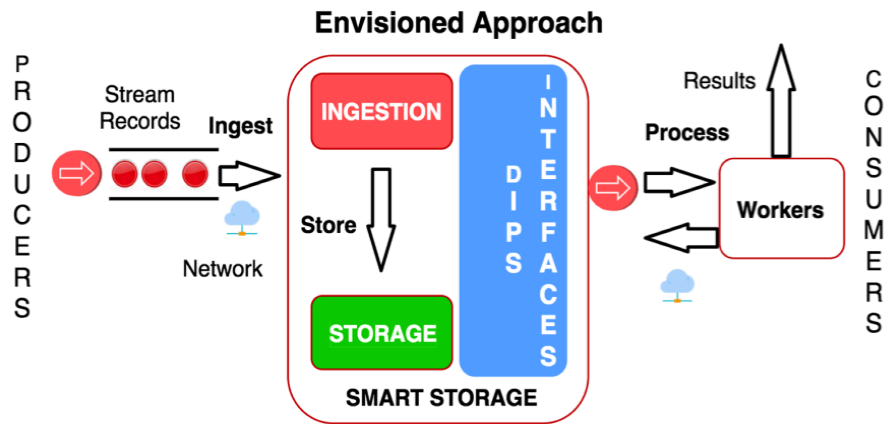 Envisioned Approach
PRODUCERS
Stream
Records
Ingest
Network
INGESTION
Store
STORAGE
DIPS
INTERFACES
SMART STORAGE
Process
Results
Workers
CONSUMERS